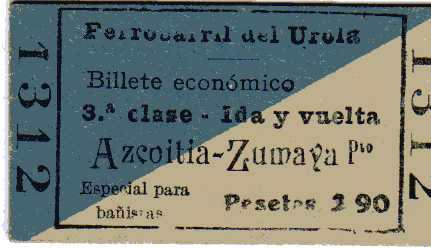 Ferrocarril del Urola
Billete económico
3.ª clase - Ida y vuelta
Azcoitia-Zumaya Pto
Especial para
bañistas
Pesetas 2 90
1312
1312